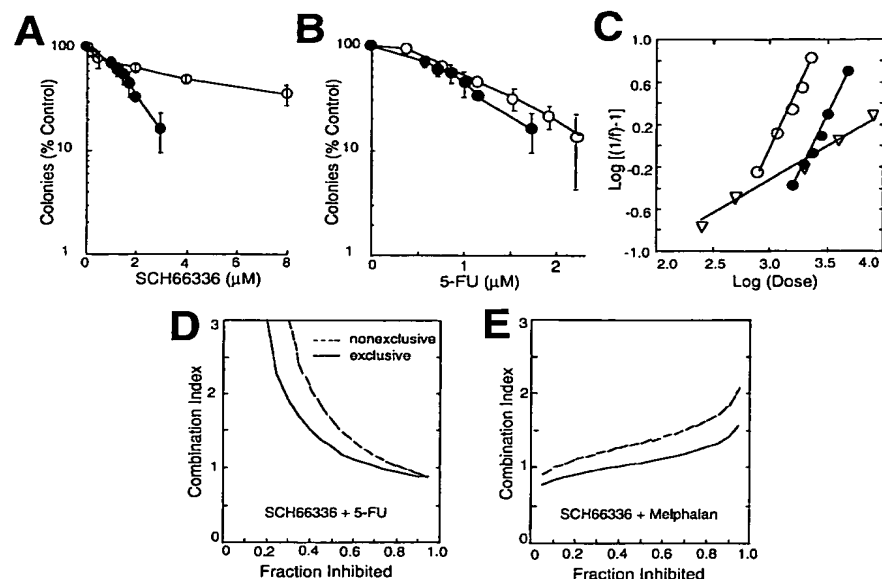 A
Colonies (% Control)
100
10
1
0
2
4
6
8
SCH66336 (μM)
B
Colonies (% Control)
100
10
1
0
1
2
5-FU (μM)
C
Log [(1/f)-1]
1.0
0.6
0.2
-0.2
-0.6
-1.0
2.0
2.5
3.0
3.5
4.0
Log (Dose)
D
Combination Index
3
2
1
0
nonexclusive
exclusive
SCH66336 + 5-FU
0
0.2
0.4
0.6
0.8
1.0
Fraction Inhibited
E
Combination Index
3
2
1
0
SCH66336 + Melphalan
0
0.2
0.4
0.6
0.8
1.0
Fraction Inhibited